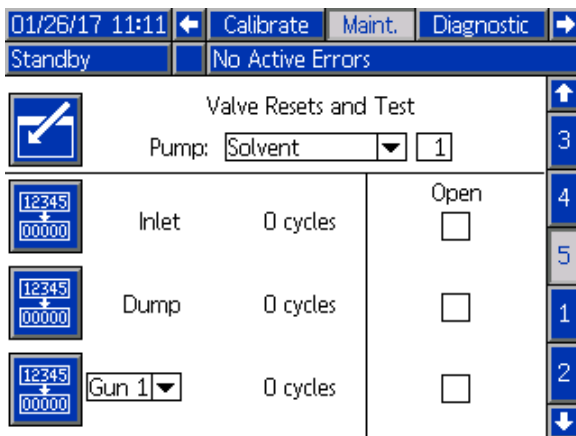 01/26/17 11:11 Calibrate Maint. Diagnostic
Standby No Active Errors
Valve Resets and Test
Pump: Solvent 1
3
Open
4
12345
00000
Inlet 0 cycles
5
12345
00000
Dump 0 cycles
1
12345
00000
Gun 1 0 cycles
2